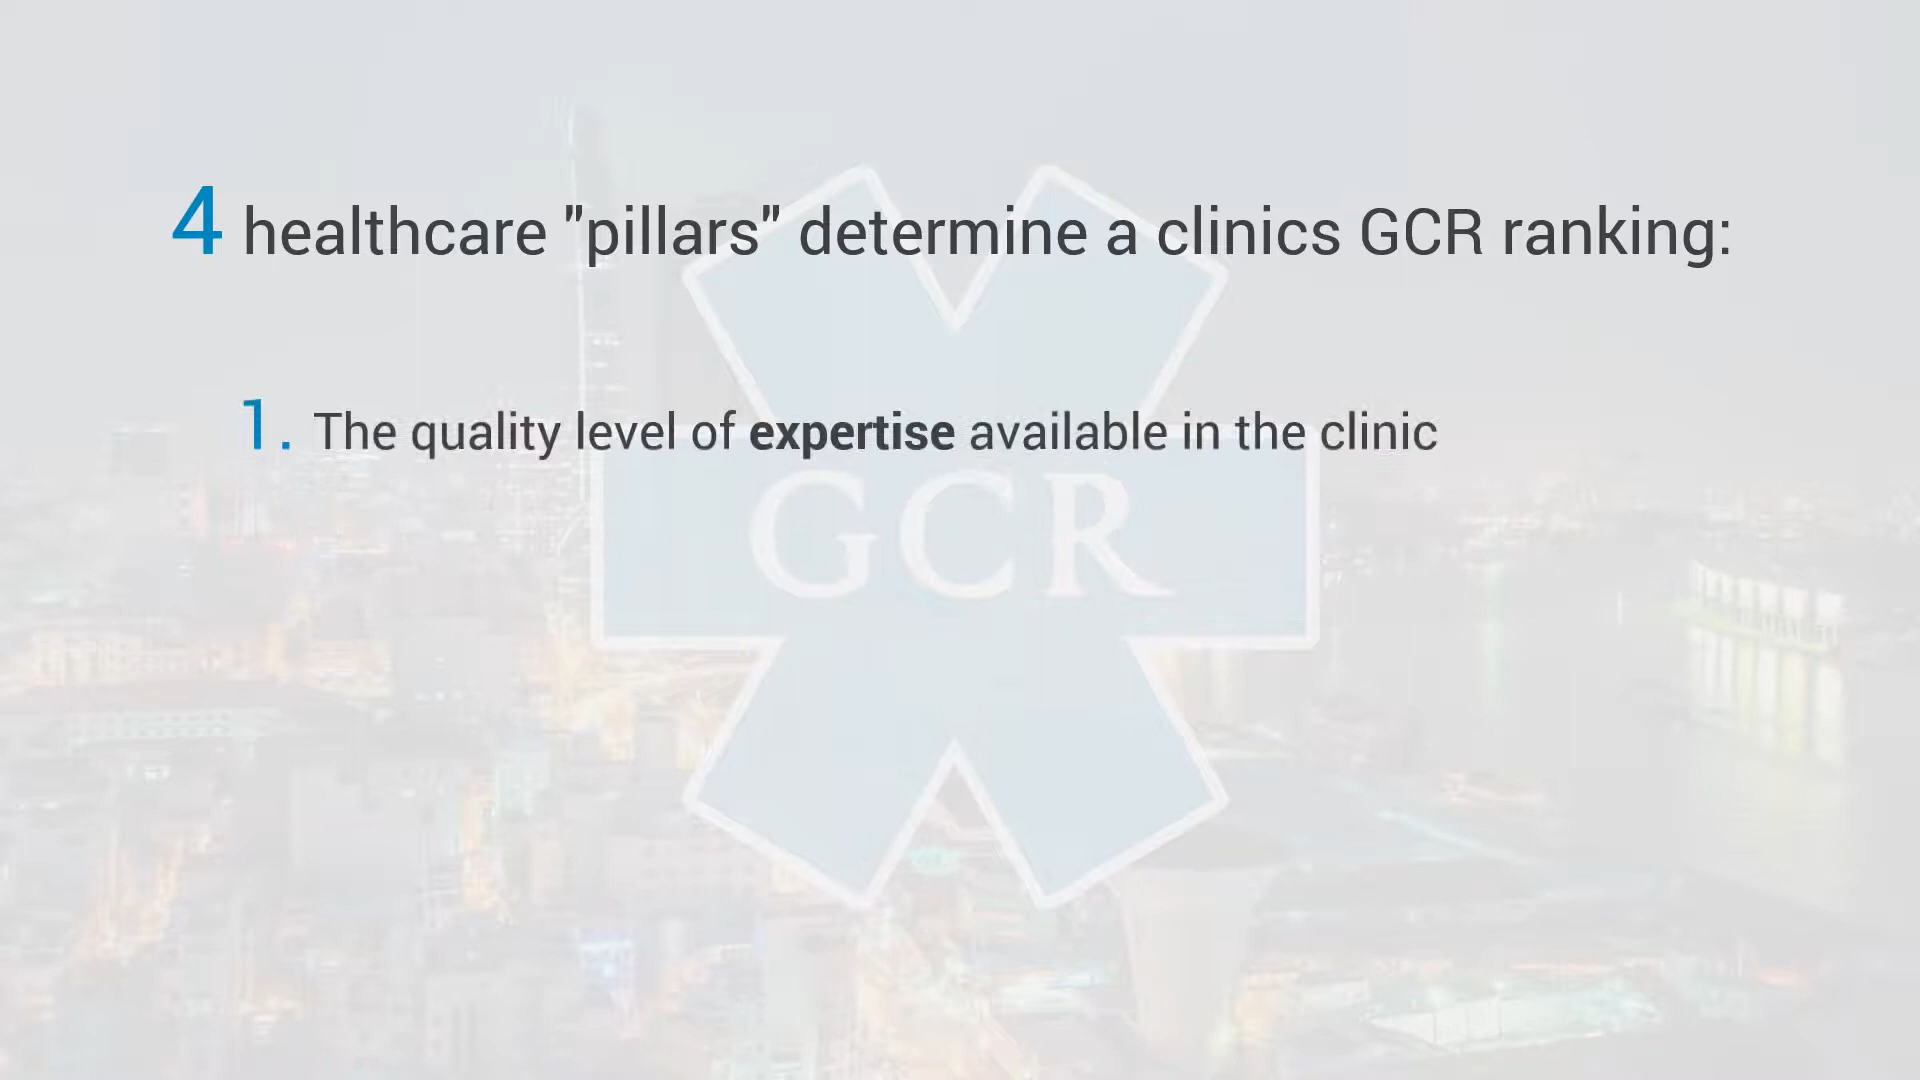 4 healthcare "pillars" determine a clinics GCR ranking:
1. The quality level of expertise available in the clinic
GCR